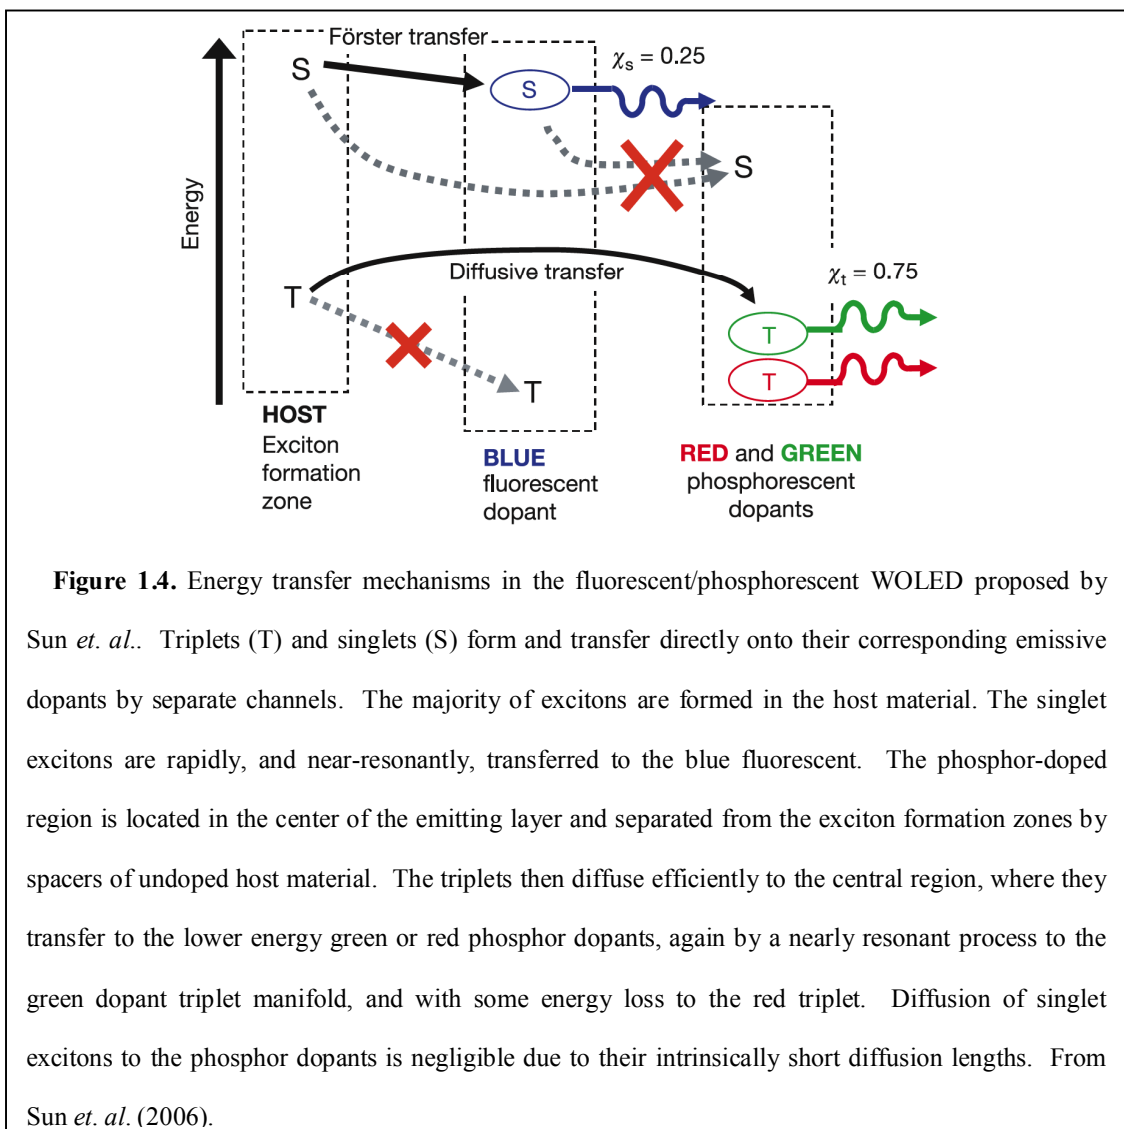 Förster transfer
S
S
χs = 0.25
S
Energy
Diffusive transfer
T
χt = 0.75
T
T
T
HOST
Exciton
formation
zone
BLUE
fluorescent
dopant
RED and GREEN
phosphorescent
dopants
Figure 1.4. Energy transfer mechanisms in the fluorescent/phosphorescent WOLED proposed by
Sun et. al.. Triplets (T) and singlets (S) form and transfer directly onto their corresponding emissive
dopants by separate channels. The majority of excitons are formed in the host material. The singlet
excitons are rapidly, and near-resonantly, transferred to the blue fluorescent. The phosphor-doped
region is located in the center of the emitting layer and separated from the exciton formation zones by
spacers of undoped host material. The triplets then diffuse efficiently to the central region, where they
transfer to the lower energy green or red phosphor dopants, again by a nearly resonant process to the
green dopant triplet manifold, and with some energy loss to the red triplet. Diffusion of singlet
excitons to the phosphor dopants is negligible due to their intrinsically short diffusion lengths. From
Sun et. al. (2006).